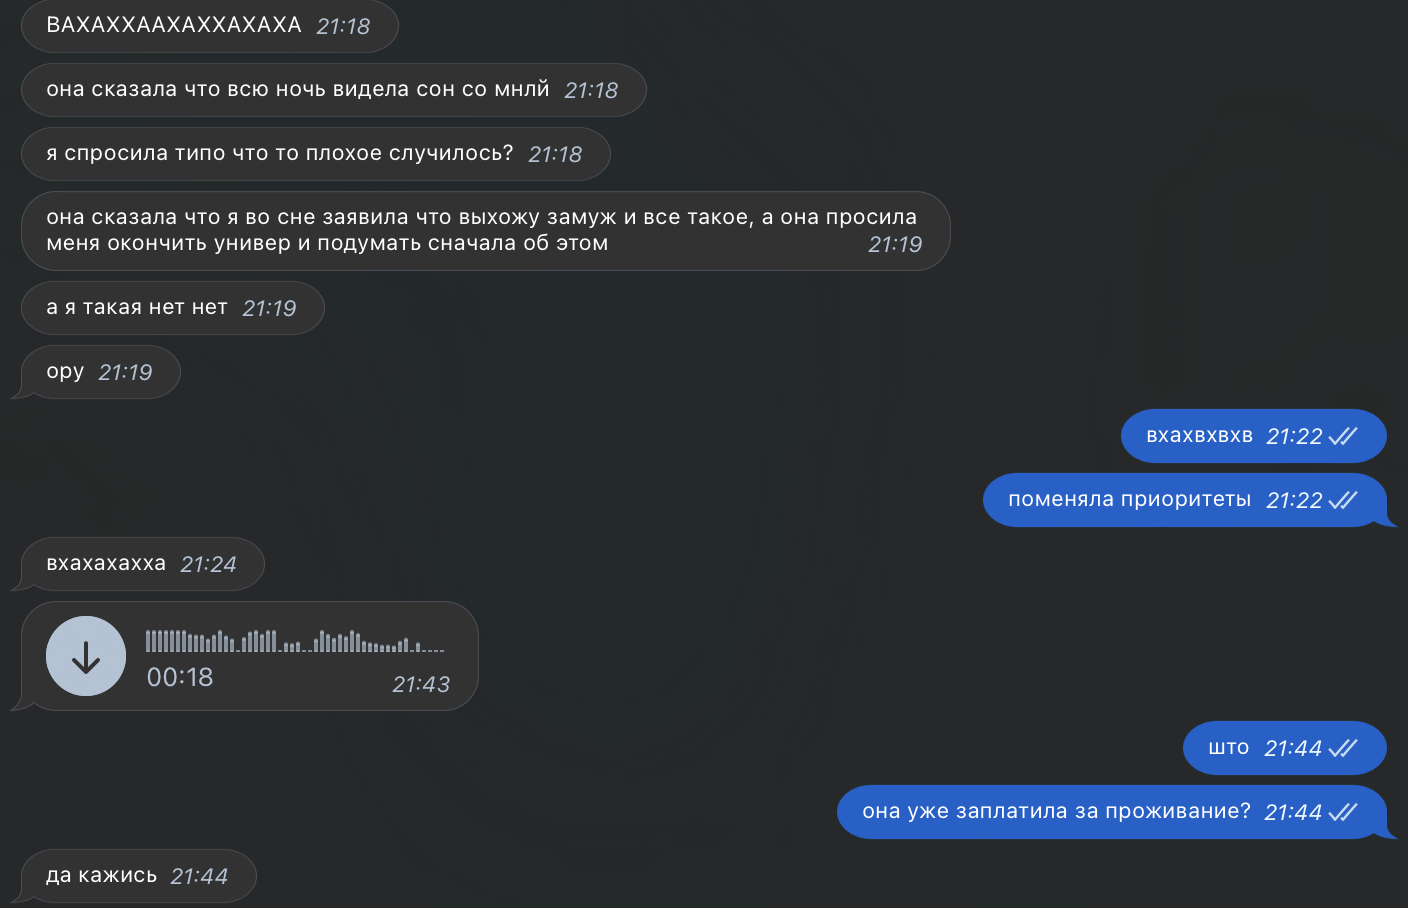 ВАХАХХААХАХХАХАХА 21:18
она сказала что всю ночь видела сон со мнлй 21:18
я спросила типо что то плохое случилось? 21:18
она сказала что я во сне заявила что выхожу замуж и все такое, а она просила
меня окончить универ и подумать сначала об этом 21:19
а я такая нет нет 21:19
ору 21:19
вхахвхвхв 21:22
поменяла приоритеты 21:22
вхахахахха 21:24
00:18 21:43
што 21:44
она уже заплатила за проживание? 21:44
да кажись 21:44